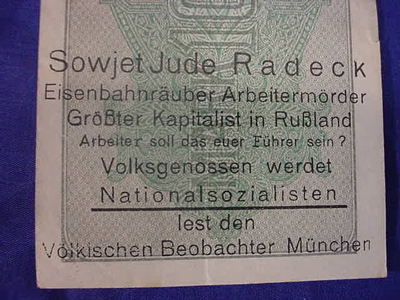 Sowjet Jude Radeck
Eisenbahnräuber Arbeitermörder
Größter Kapitalist in Rußland
Arbeiter soll das euer Führer sein?
Volksgenossen werdet
Nationalsozialisten
lest den
Völkischen Beobachter München